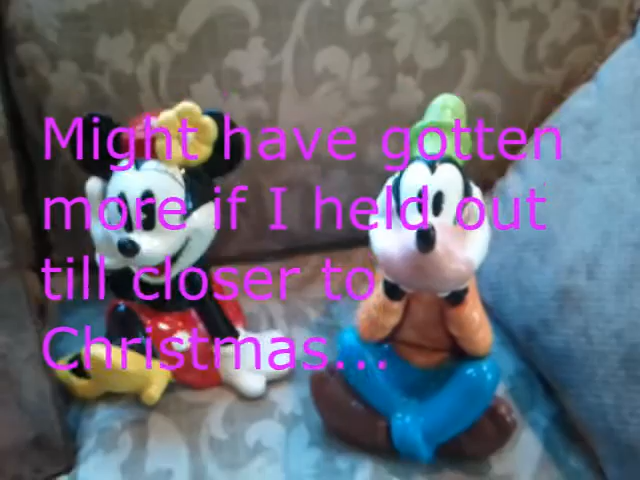 Might have gotten
more if I held out
till closer to
Christmas...